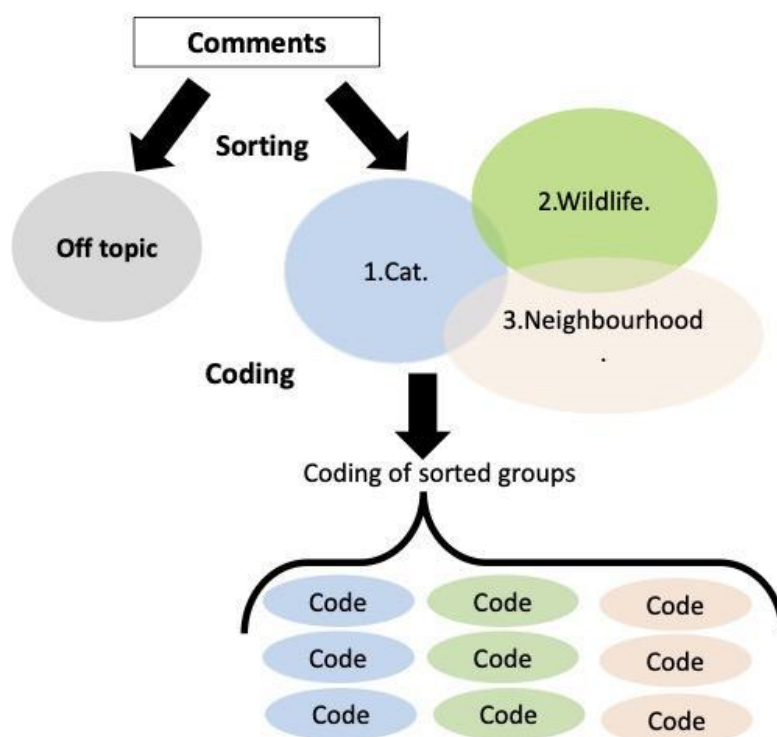 Comments
Sorting
Off topic
1.Cat.
2.Wildlife.
3.Neighbourhood
.
Coding
Coding of sorted groups
Code
Code
Code
Code
Code
Code
Code
Code
Code